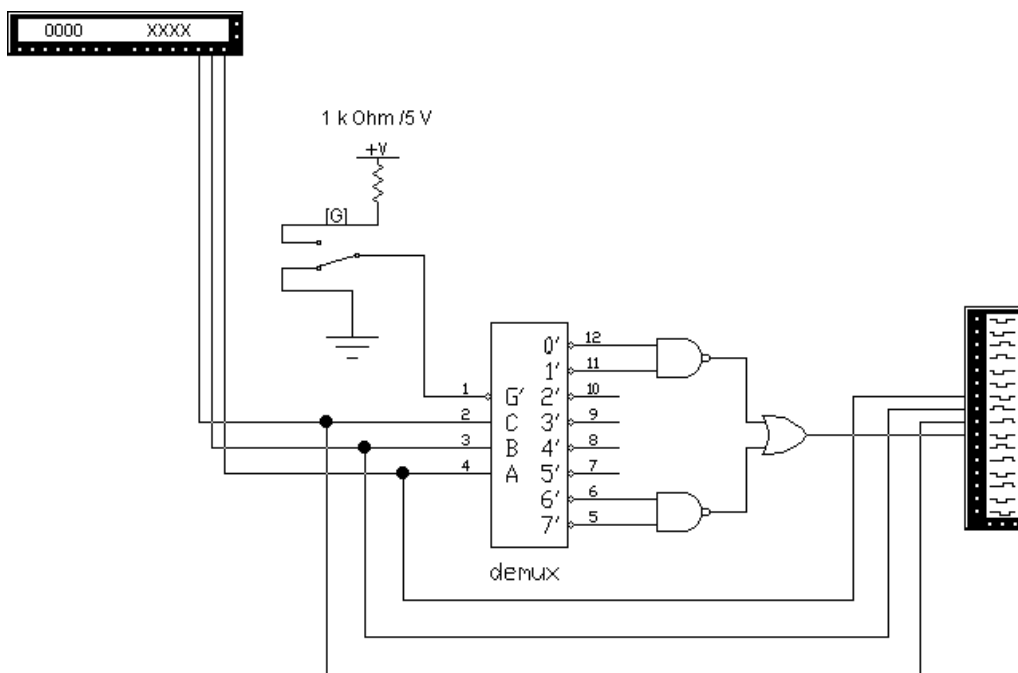 0000 XXXX
1 k Ohm /5 V
+V
[G]
0' 12
1' 11
1 G' 2' 10
2 C 3' 9
3 B 4' 8
4 A 5' 7
6' 6
7' 5
demux